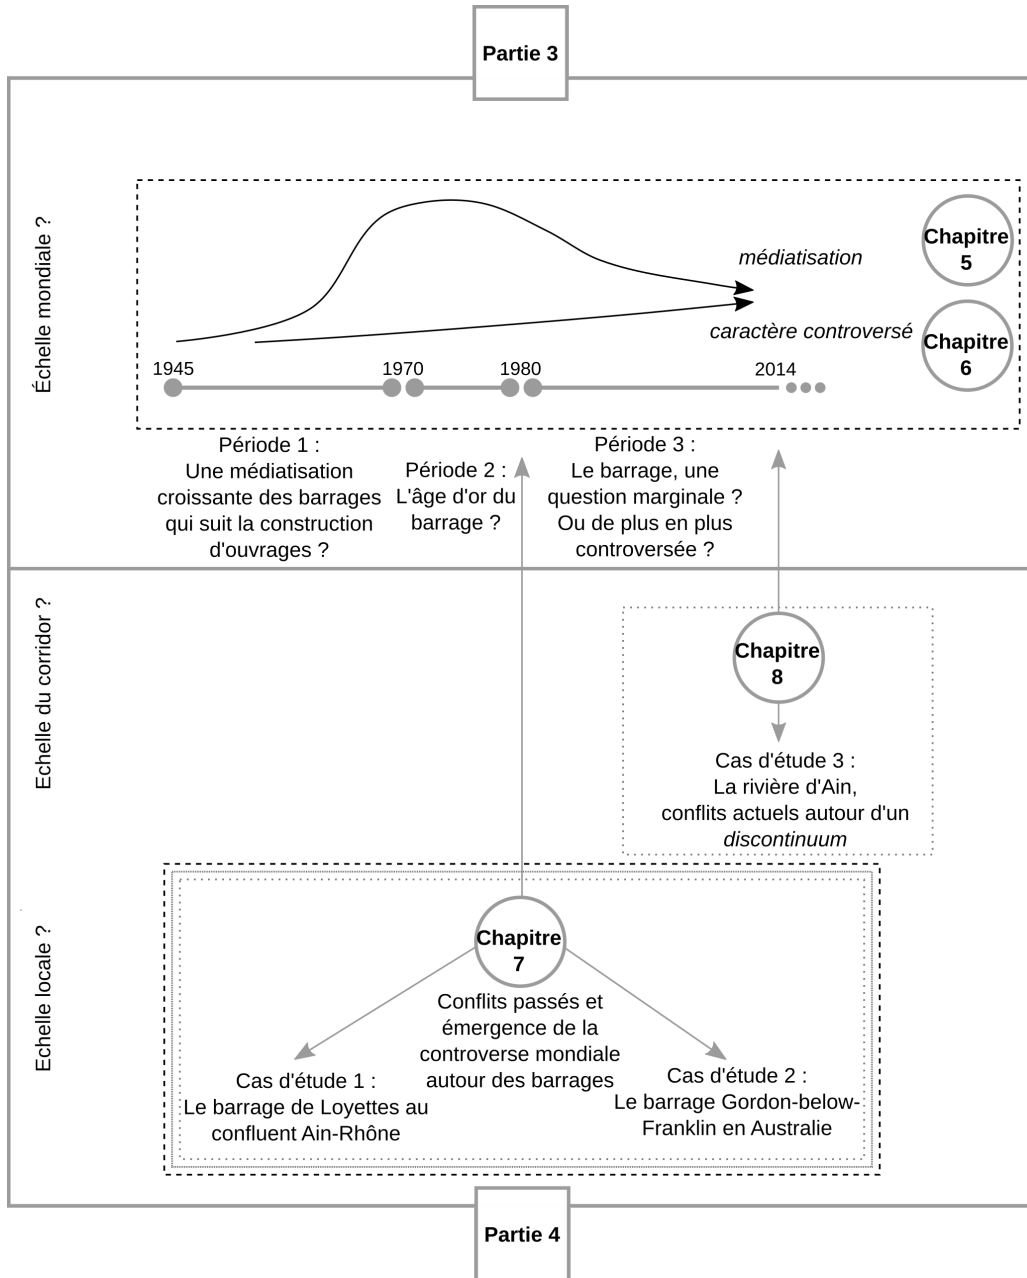 Partie 3
Échelle mondiale ?
médiatisation
caractère controversé
Chapitre
5
Chapitre
6
1945
1970
1980
2014
Période 1 :
Une médiatisation
croissante des barrages
qui suit la construction
d'ouvrages ?
Période 2 :
L'âge d'or du
barrage ?
Période 3 :
Le barrage, une
question marginale ?
Ou de plus en plus
controversée ?
Echelle du corridor ?
Chapitre
8
Cas d'étude 3 :
La rivière d'Ain,
conflits actuels autour d'un
discontinuum
Echelle locale ?
Chapitre
7
Conflits passés et
émergence de la
controverse mondiale
autour des barrages
Cas d'étude 1 :
Le barrage de Loyettes au
confluent Ain-Rhône
Cas d'étude 2 :
Le barrage Gordon-below-
Franklin en Australie
Partie 4